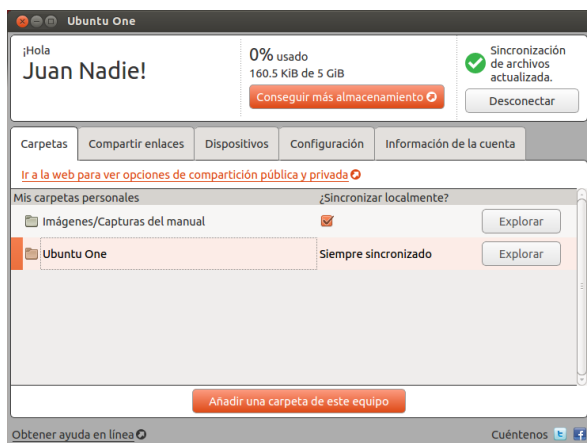 Ubuntu One
¡Hola
Juan Nadie!
0% usado
160.5 KiB de 5 GiB
Conseguir más almacenamiento
Sincronización
de archivos
actualizada.
Desconectar
Carpetas
Compartir enlaces
Dispositivos
Configuración
Información de la cuenta
Ir a la web para ver opciones de compartición pública y privada
Mis carpetas personales
¿Sincronizar localmente?
Imágenes/Capturas del manual
Explorar
Ubuntu One
Siempre sincronizado
Explorar
Añadir una carpeta de este equipo
Obtener ayuda en línea
Cuéntenos